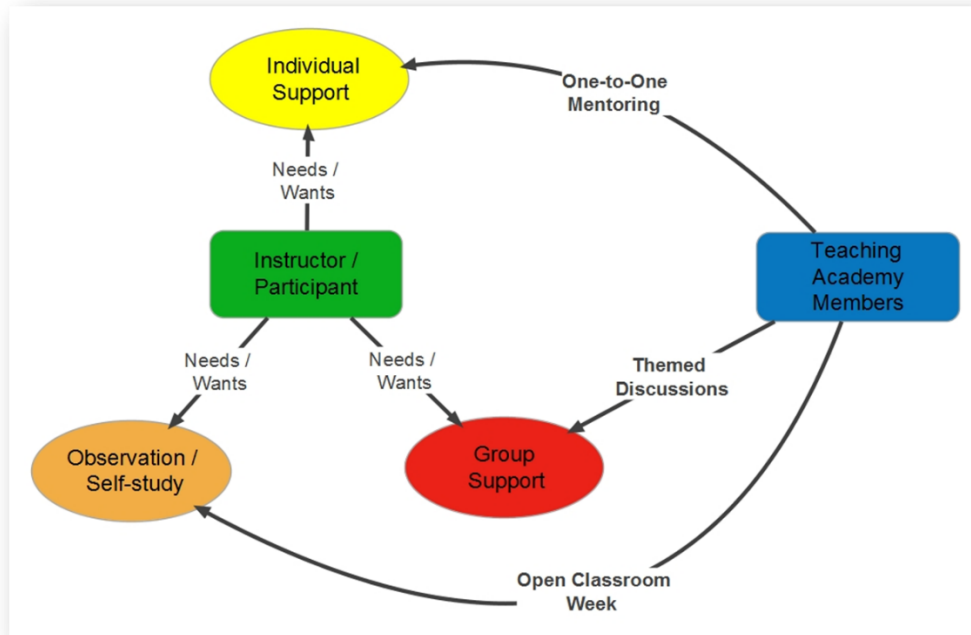 Individual
Support
One-to-One
Mentoring
Needs /
Wants
Instructor /
Participant
Teaching
Academy
Members
Needs /
Wants
Needs /
Wants
Themed
Discussions
Observation /
Self-study
Group
Support
Open Classroom
Week